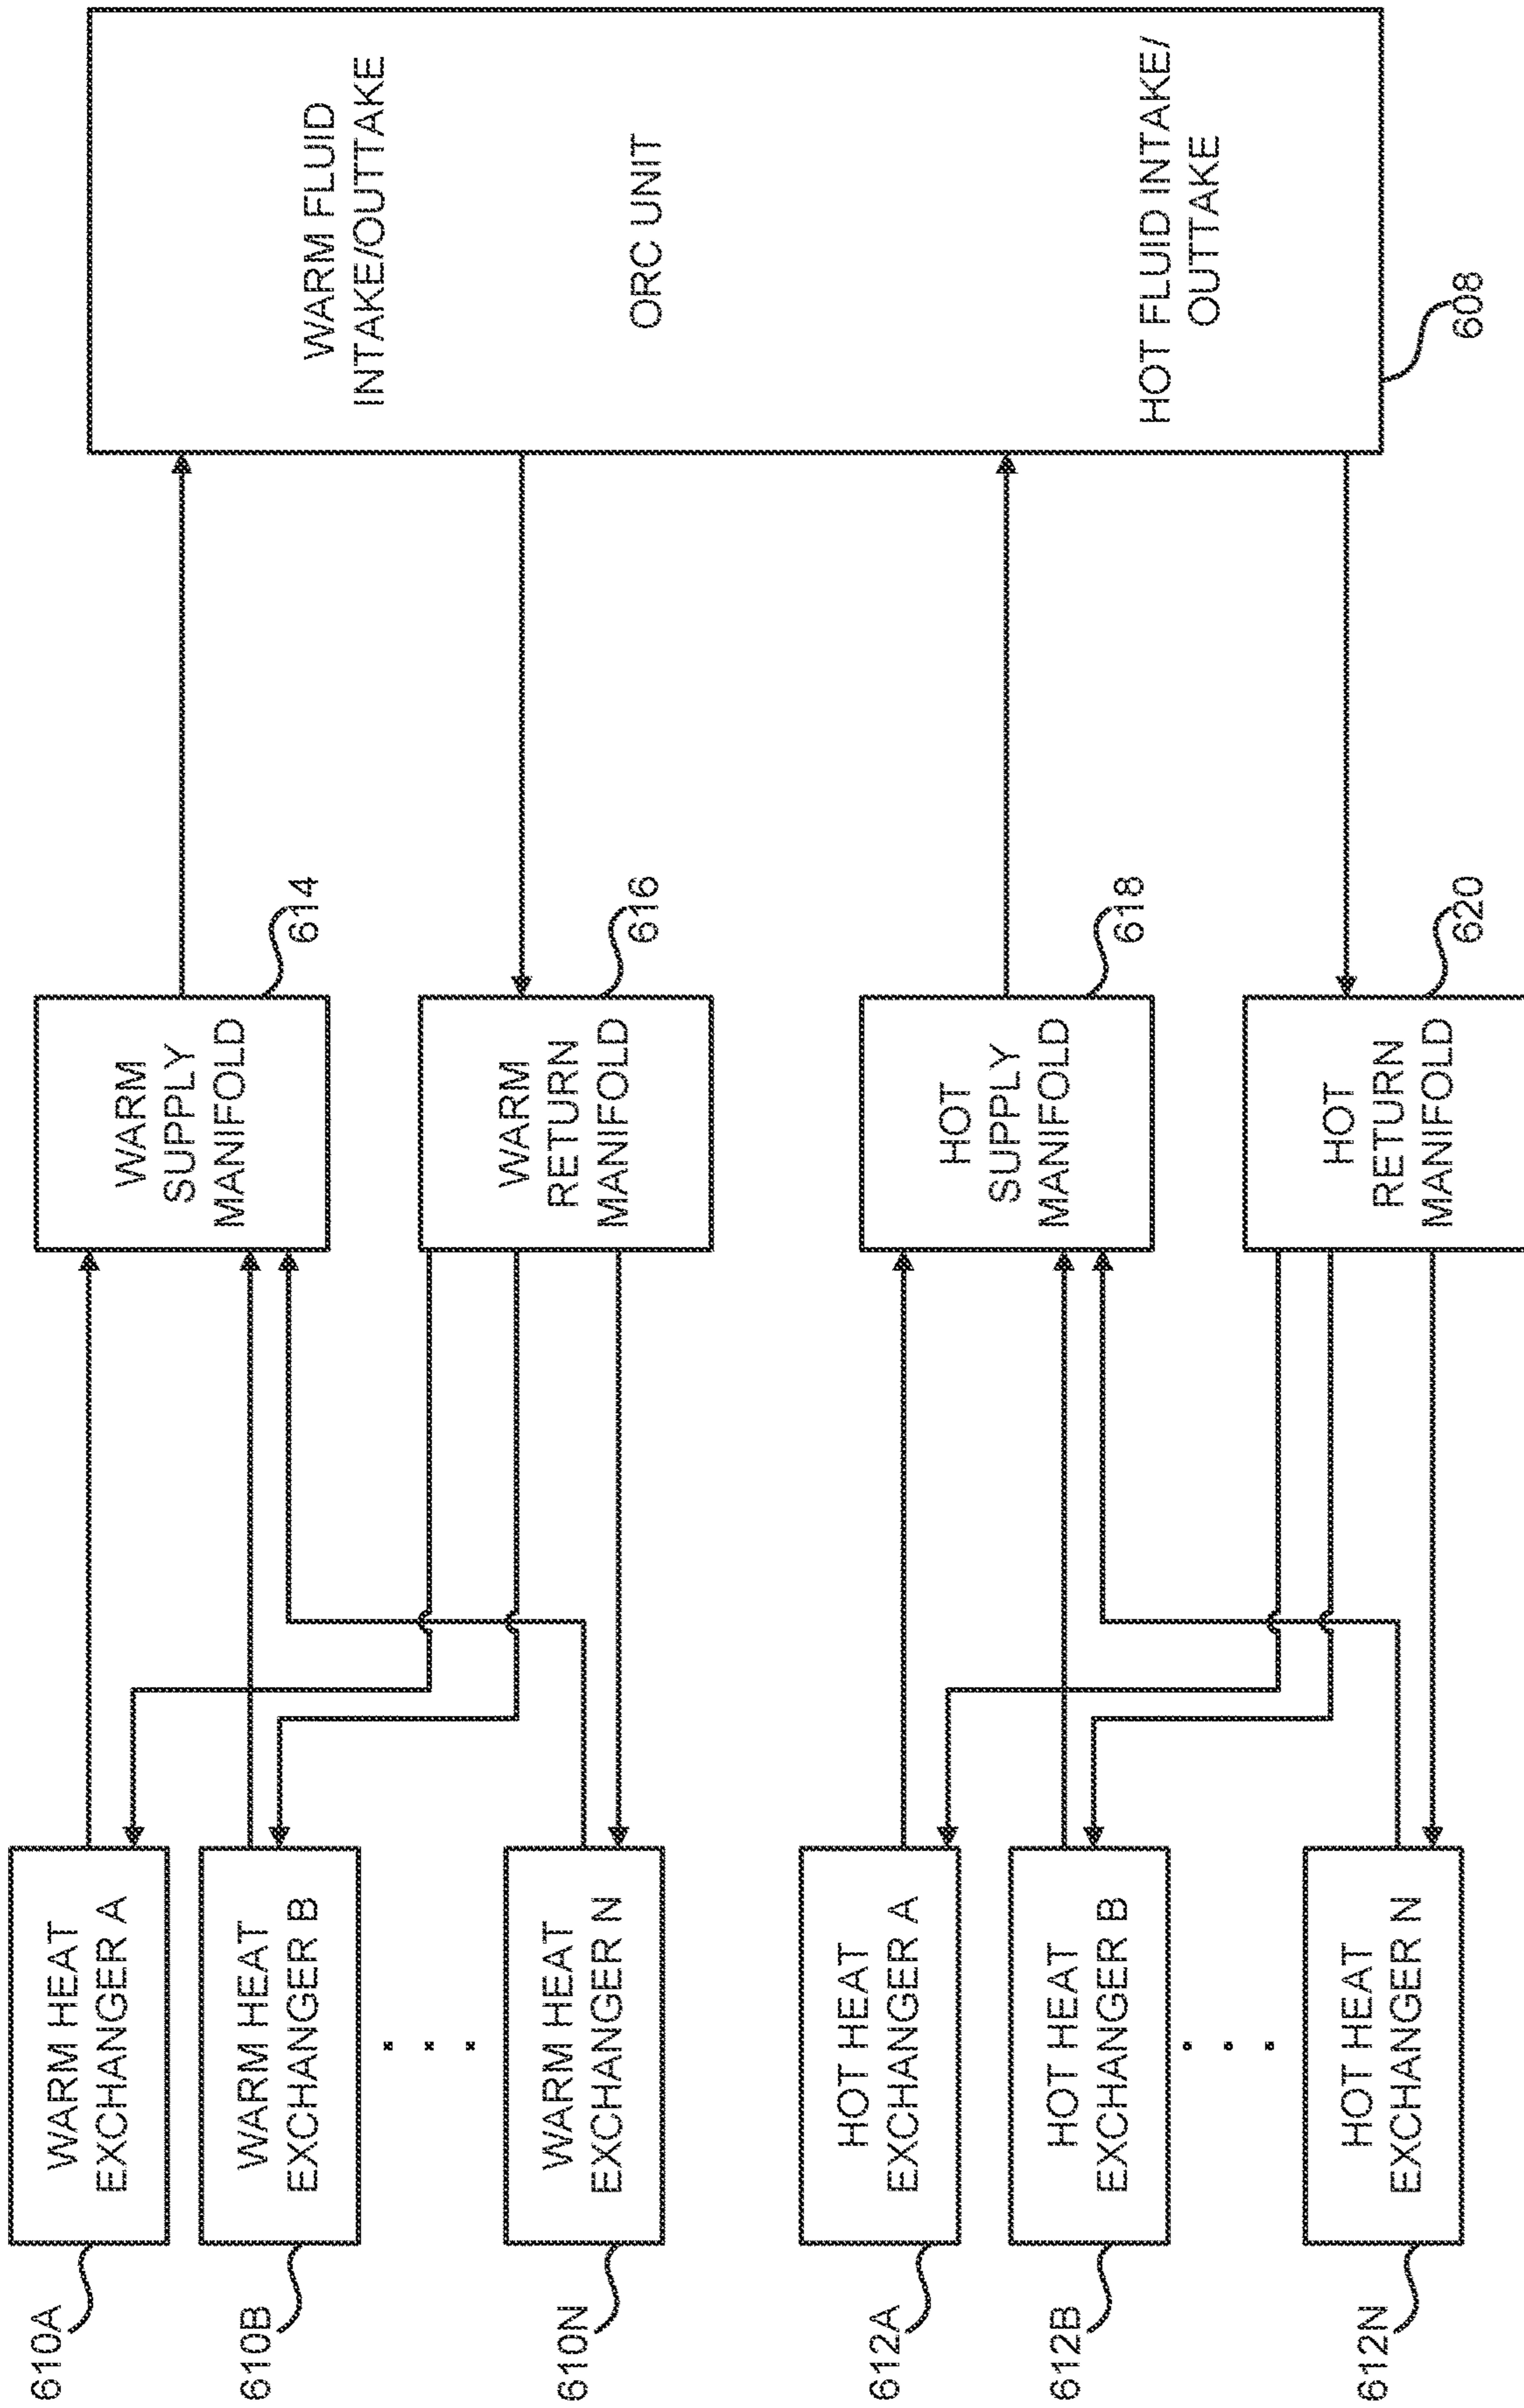 610A
WARM HEAT
EXCHANGER A
610B
WARM HEAT
EXCHANGER B
. . .
610N
WARM HEAT
EXCHANGER N
612A
HOT HEAT
EXCHANGER A
612B
HOT HEAT
EXCHANGER B
. . .
612N
HOT HEAT
EXCHANGER N
WARM
SUPPLY
MANIFOLD
614
WARM
RETURN
MANIFOLD
616
HOT
SUPPLY
MANIFOLD
618
HOT
RETURN
MANIFOLD
620
WARM FLUID
INTAKE/OUTTAKE
ORC UNIT
HOT FLUID INTAKE/
OUTTAKE
608